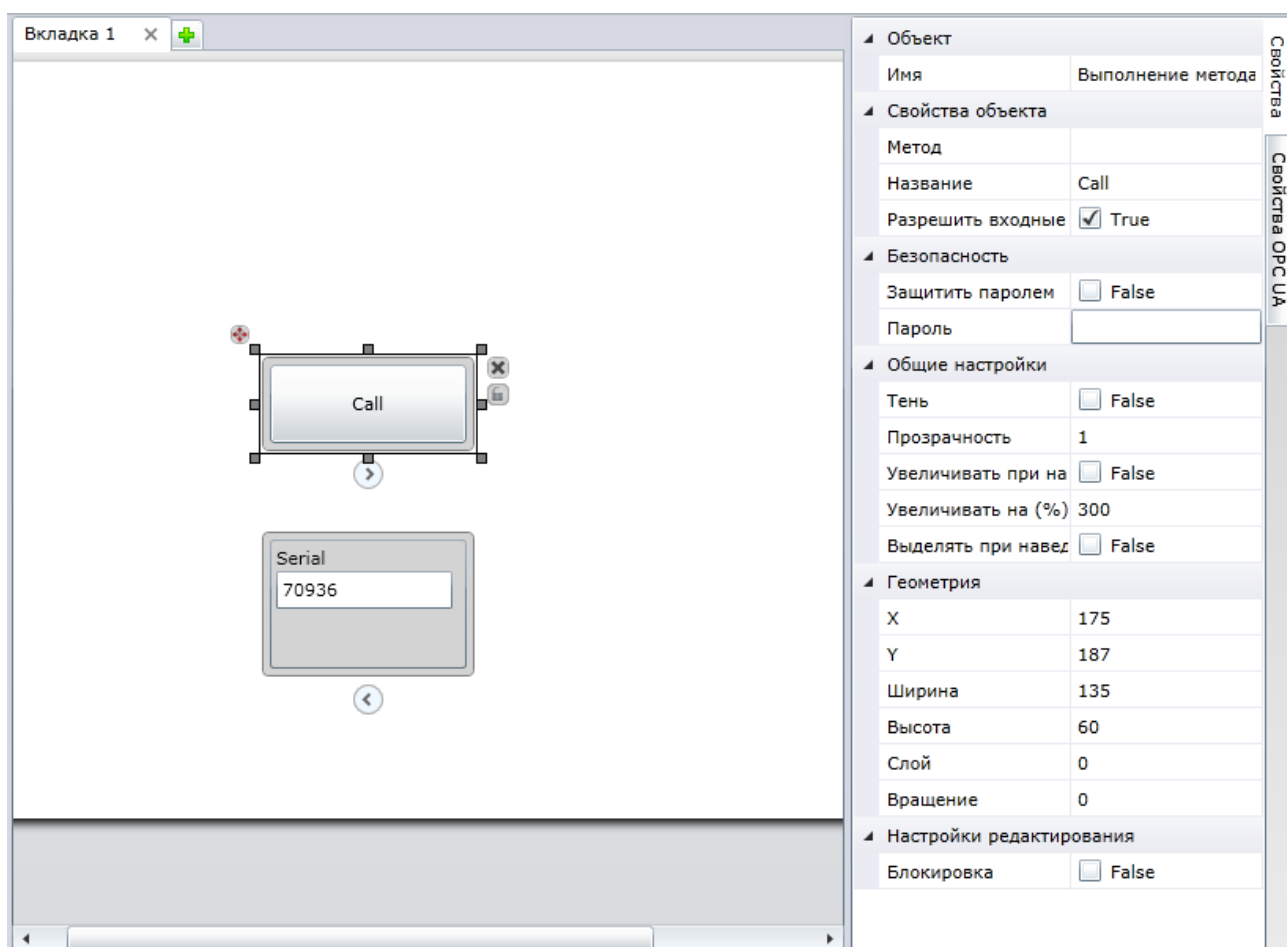 Вкладка 1
Call
Serial
70936
Объект
Имя Выполнение метода
Свойства объекта
Метод
Название Call
Разрешить входные True
Безопасность
Защитить паролем False
Пароль
Общие настройки
Тень False
Прозрачность 1
Увеличивать при на False
Увеличивать на (%) 300
Выделять при навед False
Геометрия
X 175
Y 187
Ширина 135
Высота 60
Слой 0
Вращение 0
Настройки редактирования
Блокировка False
Свойства
Свойства OPC UA